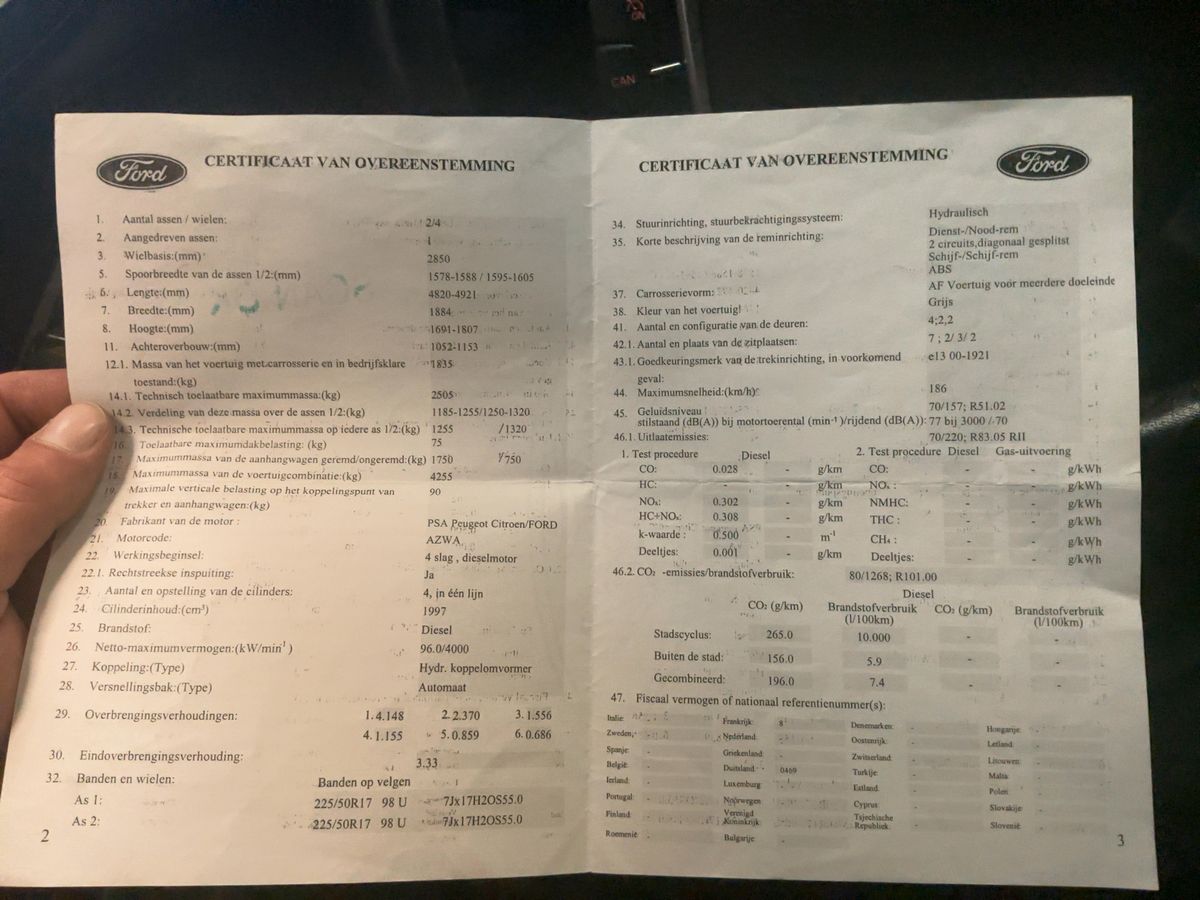 ON
CAN
Ford
CERTIFICAAT VAN OVEREENSTEMMING
1. Aantal assen / wielen: 2/4
2. Aangedreven assen: 1
3. Wielbasis:(mm) 2850
5. Spoorbreedte van de assen 1/2:(mm) 1578-1588 / 1595-1605
6. Lengte:(mm) 4820-4921
7. Breedte:(mm) 1884
8. Hoogte:(mm) 1691-1807
11. Achteroverbouw:(mm) 1052-1153
12.1. Massa van het voertuig met carrosserie en in bedrijfsklare 1835
toestand:(kg)
14.1. Technisch toelaatbare maximummassa:(kg) 2505
14.2. Verdeling van deze massa over de assen 1/2:(kg) 1185-1255/1250-1320
14.3. Technische toelaatbare maximummassa op iedere as 1/2:(kg) 1255 /1320
16. Toelaatbare maximumdakbelasting: (kg) 75
17. Maximummassa van de aanhangwagen geremd/ongeremd:(kg) 1750 /750
18. Maximummassa van de voertuigcombinatie:(kg) 4255
19. Maximale verticale belasting op het koppelingspunt van 90
trekker en aanhangwagen:(kg)
20. Fabrikant van de motor : PSA Peugeot Citroen/FORD
21. Motorcode: AZWA
22. Werkingsbeginsel: 4 slag , dieselmotor
22.1. Rechtstreekse inspuiting: Ja
23. Aantal en opstelling van de cilinders: 4, in één lijn
24. Cilinderinhoud:(cm³) 1997
25. Brandstof: Diesel
26. Netto-maximumvermogen:(kW/min⁻¹) 96.0/4000
27. Koppeling:(Type) Hydr. koppelomvormer
28. Versnellingsbak:(Type) Automaat
29. Overbrengingsverhoudingen: 1. 4.148 2. 2.370 3. 1.556
4. 1.155 5. 0.859 6. 0.686
30. Eindoverbrengingsverhouding: 3.33
32. Banden en wielen: Banden op velgen
As 1: 225/50R17 98 U 7Jx17H2OS55.0
As 2: 225/50R17 98 U 7Jx17H2OS55.0
2
CERTIFICAAT VAN OVEREENSTEMMING
Ford
34. Stuurinrichting, stuurbekrachtigingssysteem: Hydraulisch
35. Korte beschrijving van de reminrichting: Dienst-/Nood-rem
2 circuits,diagonaal gesplitst
Schijf-/Schijf-rem
ABS
37. Carrosserievorm: AF Voertuig voor meerdere doeleinde
38. Kleur van het voertuig: Grijs
41. Aantal en configuratie van de deuren: 4;2,2
42.1. Aantal en plaats van de zitplaatsen: 7 ; 2/ 3/ 2
43.1. Goedkeuringsmerk van de trekinrichting, in voorkomend e13 00-1921
geval:
44. Maximumsnelheid:(km/h) 186
45. Geluidsniveau 70/157; R51.02
stilstaand (dB(A)) bij motortoerental (min⁻¹)/rijdend (dB(A)): 77 bij 3000 / 70
46.1. Uitlaatemissies: 70/220; R83.05 RII
1. Test procedure Diesel 2. Test procedure Diesel Gas-uitvoering
CO: 0.028 - g/km CO: - - g/kWh
HC: - - g/km NOx : - - g/kWh
NOx: 0.302 - g/km NMHC: - - g/kWh
HC+NOx: 0.308 - g/km THC : - - g/kWh
k-waarde : 0.500 - m⁻¹ CH4 : - - g/kWh
Deeltjes: 0.001 - g/km Deeltjes: - - g/kWh
46.2. CO2 -emissies/brandstofverbruik: 80/1268; R101.00
Diesel
CO2 (g/km) Brandstofverbruik (l/100km) CO2 (g/km) Brandstofverbruik (l/100km)
Stadscyclus: 265.0 10.000 - -
Buiten de stad: 156.0 5.9 - -
Gecombineerd: 196.0 7.4 - -
47. Fiscaal vermogen of nationaal referentienummer(s):
Italie: Frankrijk: 8 Denemarken: - Hongarije: -
Zweden: - Nederland: Oostenrijk: - Letland: -
Spanje: - Griekenland: Zwitserland: - Litouwen: -
België: - Duitsland: 0469 Turkije: - Malta: -
Ierland: - Luxemburg Estland: - Polen: -
Portugal: - Noorwegen Cyprus: - Slovakije: -
Finland: - Verenigd Koninkrijk: Tsjechische Republiek: - Slovenië: -
Roemenië: - Bulgarije -
3